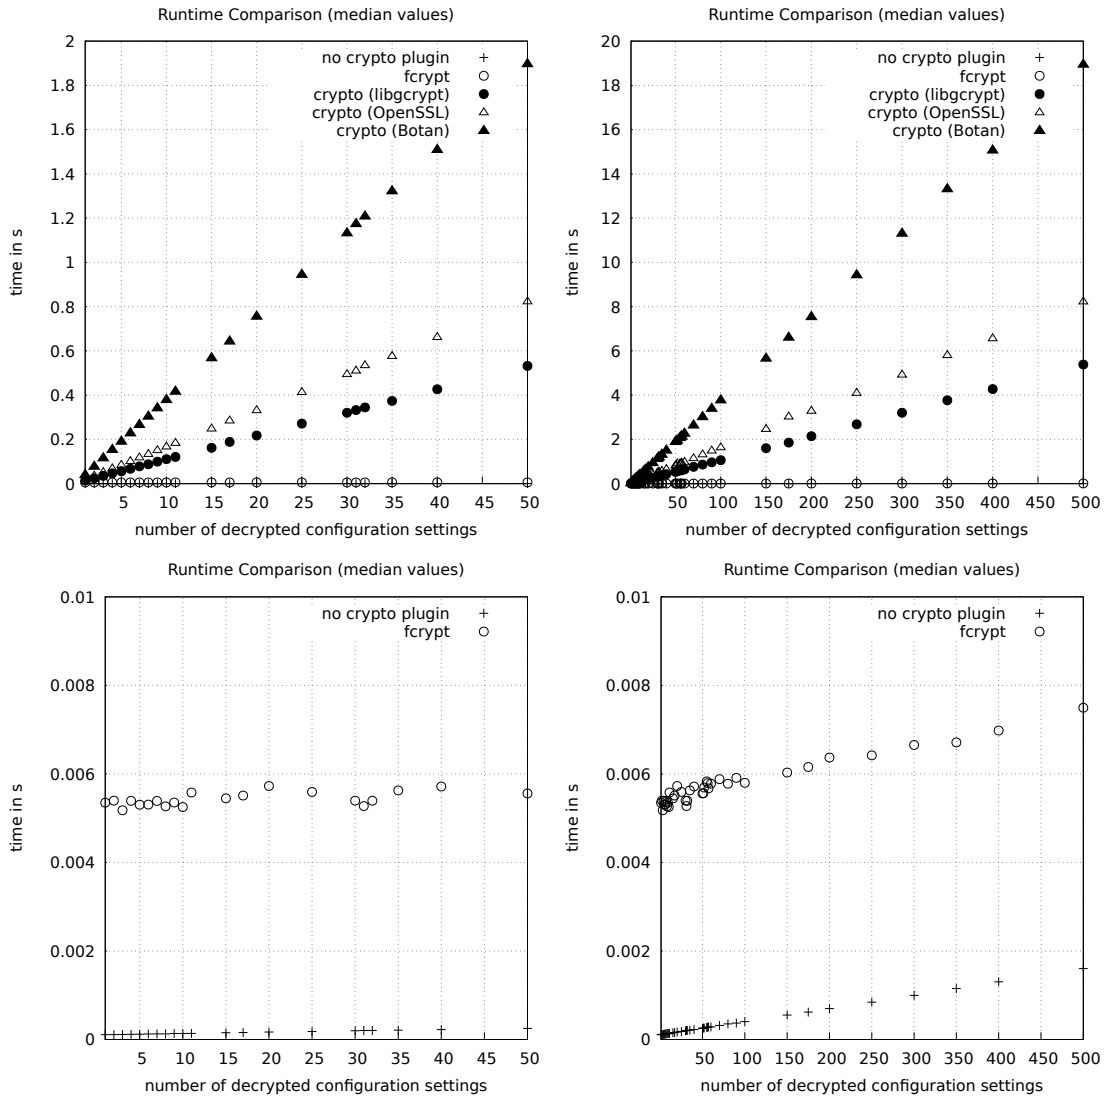 Runtime Comparison (median values)
2
1.8
1.6
1.4
1.2
1
0.8
0.6
0.4
0.2
0
no crypto plugin
fcrypt
crypto (libgcrypt)
crypto (OpenSSL)
crypto (Botan)
time in s
5 10 15 20 25 30 35 40 45 50
number of decrypted configuration settings
Runtime Comparison (median values)
20
18
16
14
12
10
8
6
4
2
0
no crypto plugin
fcrypt
crypto (libgcrypt)
crypto (OpenSSL)
crypto (Botan)
time in s
50 100 150 200 250 300 350 400 450 500
number of decrypted configuration settings
Runtime Comparison (median values)
0.01
0.008
0.006
0.004
0.002
0
no crypto plugin
fcrypt
time in s
5 10 15 20 25 30 35 40 45 50
number of decrypted configuration settings
Runtime Comparison (median values)
0.01
0.008
0.006
0.004
0.002
0
no crypto plugin
fcrypt
time in s
50 100 150 200 250 300 350 400 450 500
number of decrypted configuration settings